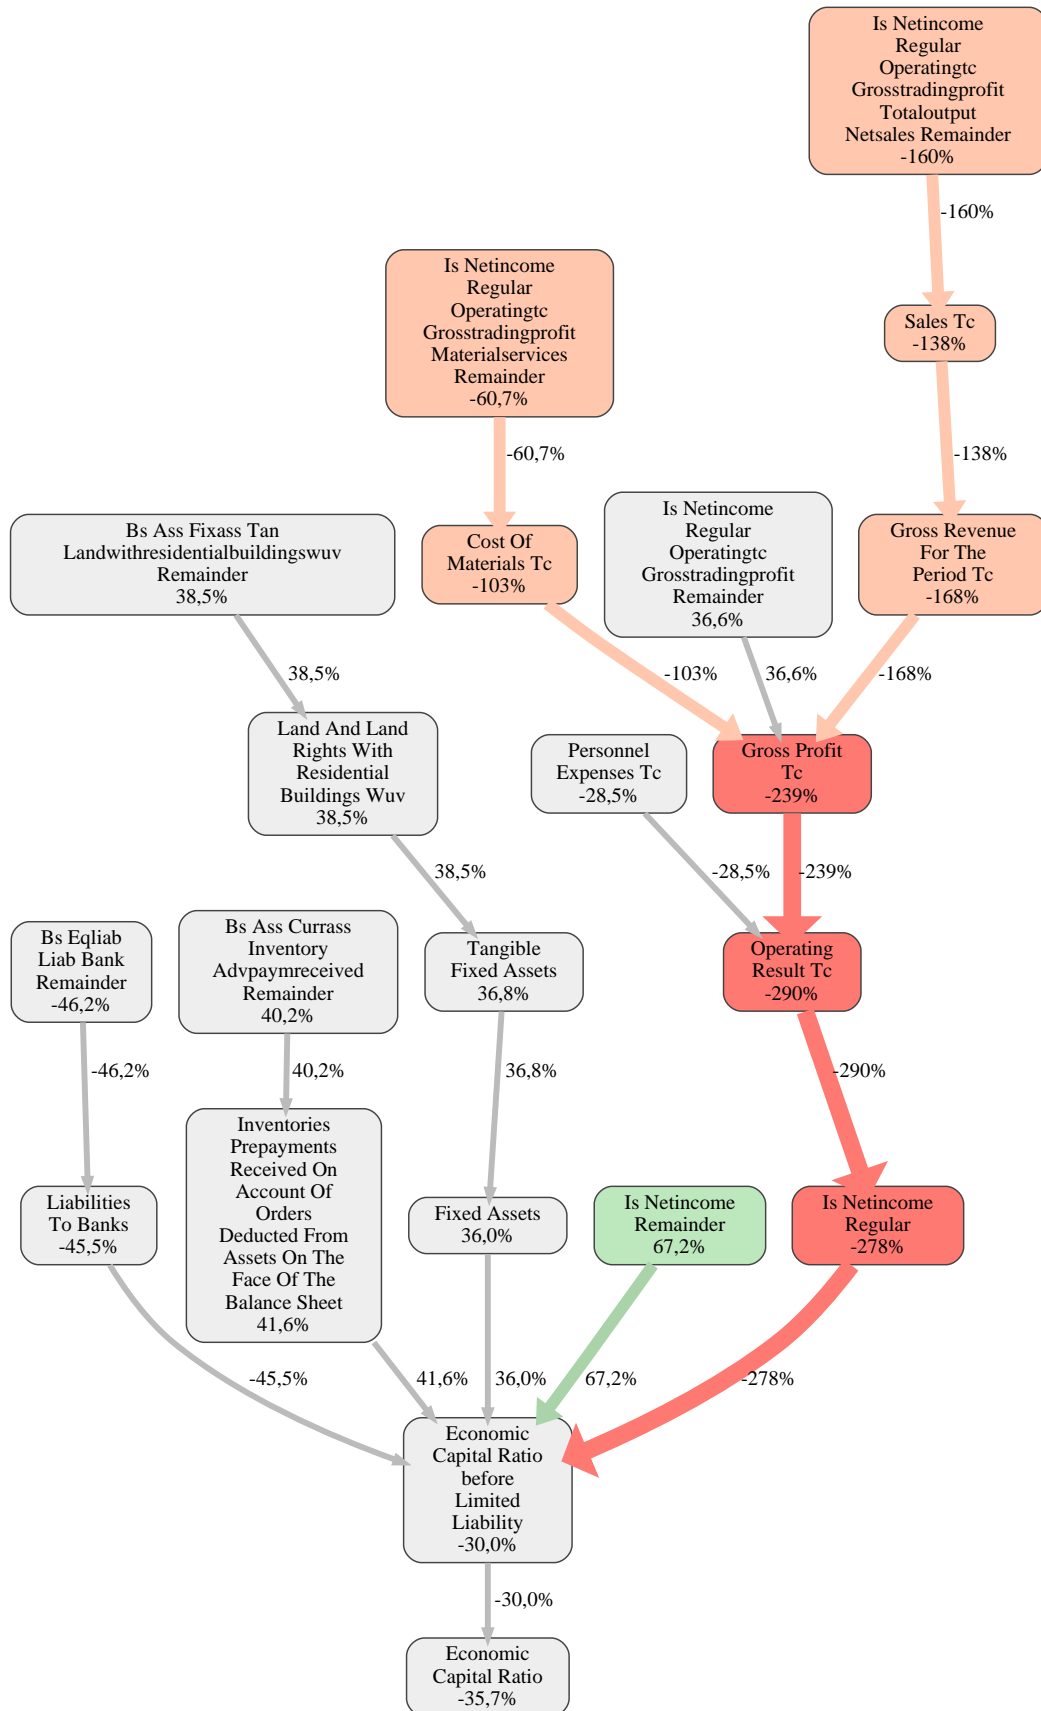 Is Netincome
Regular
Operatingtc
Grosstradingprofit
Totaloutput
Netsales Remainder
-160%
-160%
Is Netincome
Regular
Operatingtc
Grosstradingprofit
Materialservices
Remainder
-60,7%
Sales Tc
-138%
-60,7%
-138%
Bs Ass Fixass Tan
Landwithresidentialbuildingswuv
Remainder
38,5%
Cost Of
Materials Tc
-103%
Is Netincome
Regular
Operatingtc
Grosstradingprofit
Remainder
36,6%
Gross Revenue
For The
Period Tc
-168%
38,5%
-103%
36,6%
-168%
Land And Land
Rights With
Residential
Buildings Wuv
38,5%
Personnel
Expenses Tc
-28,5%
Gross Profit
Tc
-239%
38,5%
-28,5%
-239%
Bs Eqliab
Liab Bank
Remainder
-46,2%
Bs Ass Currass
Inventory
Advpaymreceived
Remainder
40,2%
Tangible
Fixed Assets
36,8%
Operating
Result Tc
-290%
-46,2%
40,2%
36,8%
-290%
Liabilities
To Banks
-45,5%
Inventories
Prepayments
Received On
Account Of
Orders
Deducted From
Assets On The
Face Of The
Balance Sheet
41,6%
Fixed Assets
36,0%
Is Netincome
Remainder
67,2%
Is Netincome
Regular
-278%
-45,5%
41,6%
36,0%
67,2%
-278%
Economic
Capital Ratio
before
Limited
Liability
-30,0%
-30,0%
Economic
Capital Ratio
-35,7%